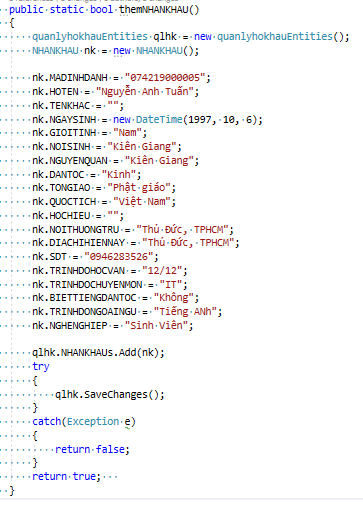 public static bool themNHANKHAU()
{
quanlyhokhauEntities qlhk = new quanlyhokhauEntities();
NHANKHAU nk = new NHANKHAU();
nk.MADINHDANH = "074219000005";
nk.HOTEN = "Nguyễn Anh Tuấn";
nk.TENKHAC = "";
nk.NGAYSINH = new DateTime(1997, 10, 6);
nk.GIOITINH = "Nam";
nk.NOISINH = "Kiên Giang";
nk.NGUYENQUAN = "Kiên Giang";
nk.DANTOC = "Kinh";
nk.TONGIAO = "Phật giáo";
nk.QUOCTICH = "Việt Nam";
nk.HOCHIEU = "";
nk.NOITHUONGTRU = "Thủ Đức, TPHCM";
nk.DIACHIHIENNAY = "Thủ Đức, TPHCM";
nk.SDT = "0946283526";
nk.TRINHDOHOCVAN = "12/12";
nk.TRINHDOCHUYENMON = "IT";
nk.BIETTIENGDANTOC = "Không";
nk.TRINHDONGOAINGU = "Tiếng ANh";
nk.NGHENGHIEP = "Sinh Viên";
qlhk.NHANKHAUs.Add(nk);
try
{
qlhk.SaveChanges();
}
catch(Exception e)
{
return false;
}
return true;
}